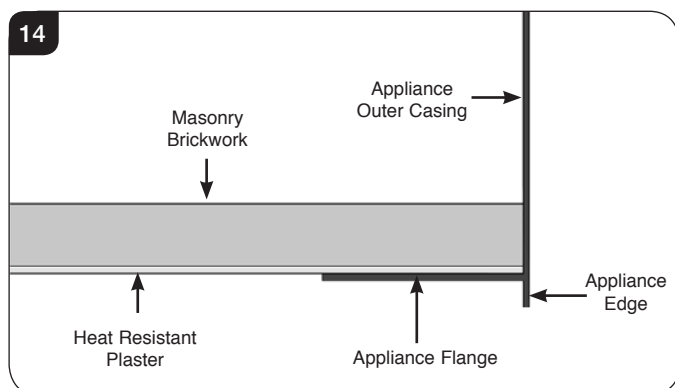 14
Appliance
Outer Casing
Masonry
Brickwork
Appliance
Edge
Heat Resistant
Plaster
Appliance Flange